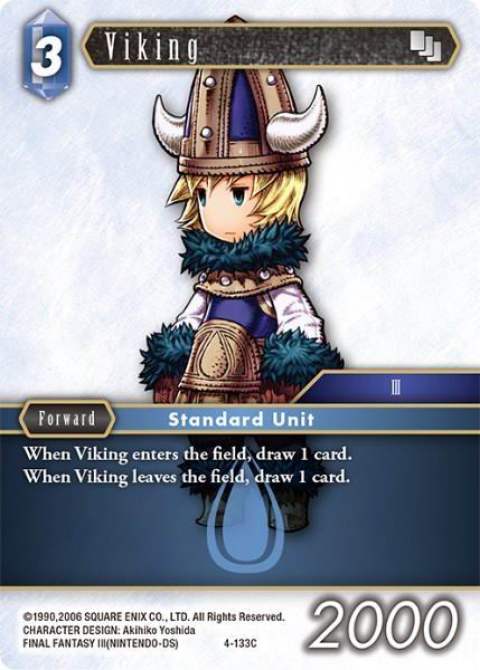 3
Viking
III
Forward
Standard Unit
When Viking enters the field, draw 1 card.
When Viking leaves the field, draw 1 card.
©1990,2006 SQUARE ENIX CO., LTD. All Rights Reserved.
CHARACTER DESIGN: Akihiko Yoshida
FINAL FANTASY III(NINTENDO-DS)
4-133C
2000